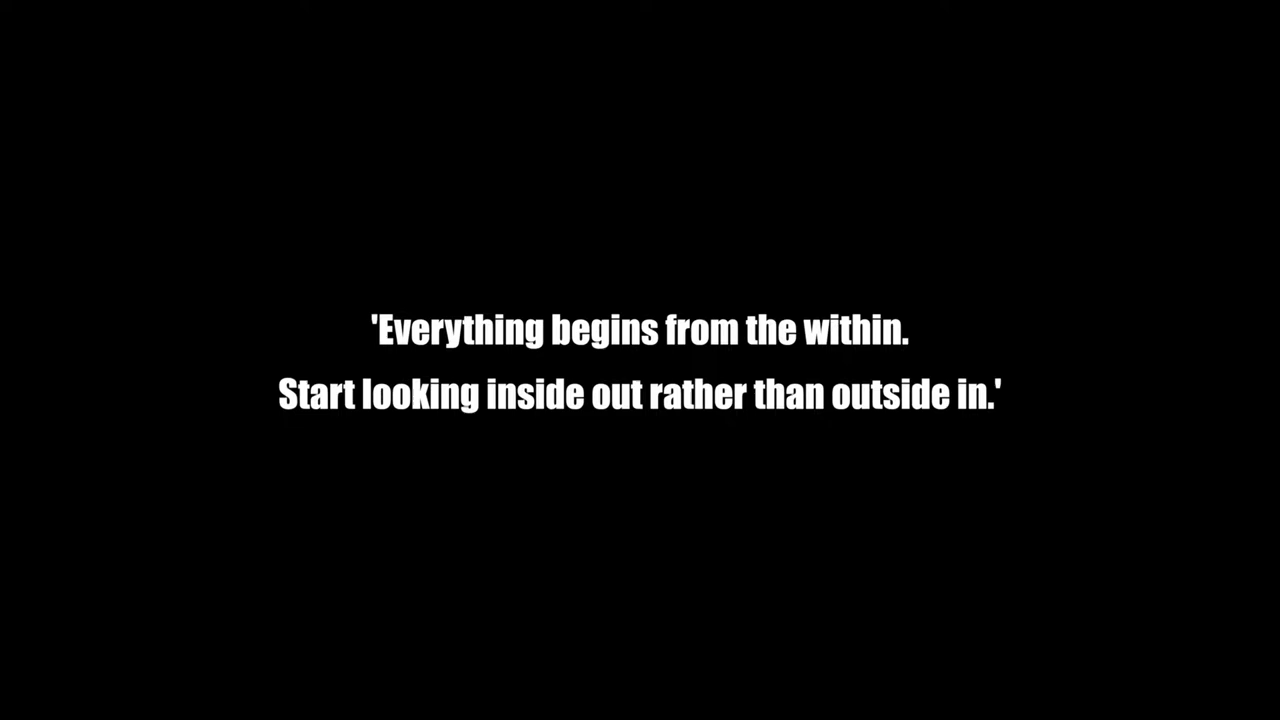 'Everything begins from the within.
Start looking inside out rather than outside in.'